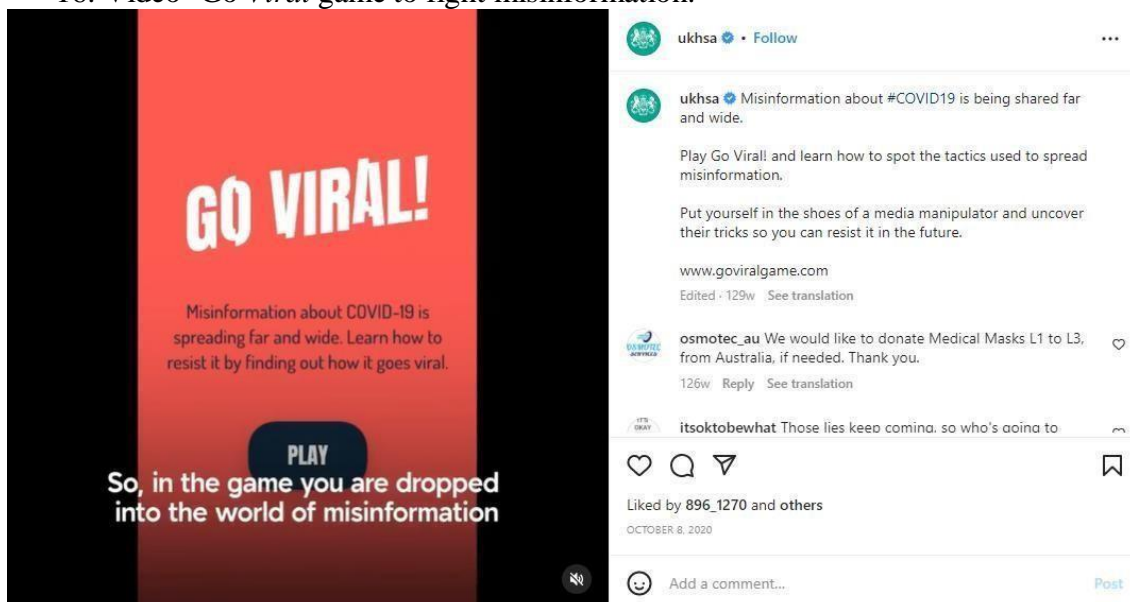 GO VIRAL!
Misinformation about COVID-19 is
spreading far and wide. Learn how to
resist it by finding out how it goes viral.
PLAY
So, in the game you are dropped
into the world of misinformation
ukhsa • Follow
ukhsa Misinformation about #COVID19 is being shared far
and wide.
Play Go Viral! and learn how to spot the tactics used to spread
misinformation.
Put yourself in the shoes of a media manipulator and uncover
their tricks so you can resist it in the future.
www.goviralgame.com
Edited · 129w See translation
osmotec_au We would like to donate Medical Masks L1 to L3,
from Australia, if needed. Thank you.
126w Reply See translation
itsoktobewhat Those lies keep coming, so who's going to
Liked by 896_1270 and others
OCTOBER 8, 2020
Add a comment...
Post